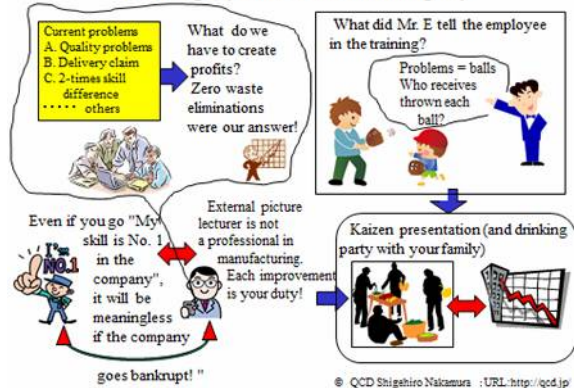 Current problems
A. Quality problems
B. Delivery claim
C. 2-times skill
difference
····· others
What do we
have to create
profits?
Zero waste
eliminations
were our answer!
What did Mr. E tell the employee
in the training?
Problems = balls
Who receives
thrown each
ball?
Even if you go "My
skill is No. 1
in the
company",
it will be
meaningless
if the company
goes bankrupt! "
I'm
NO.1
External picture
lecturer is not
a professional in
manufacturing.
Each improvement
is your duty!
Kaizen presentation (and drinking
party with your family)
© QCD Shigehiro Nakamura ; URL:http://qcd.jp/